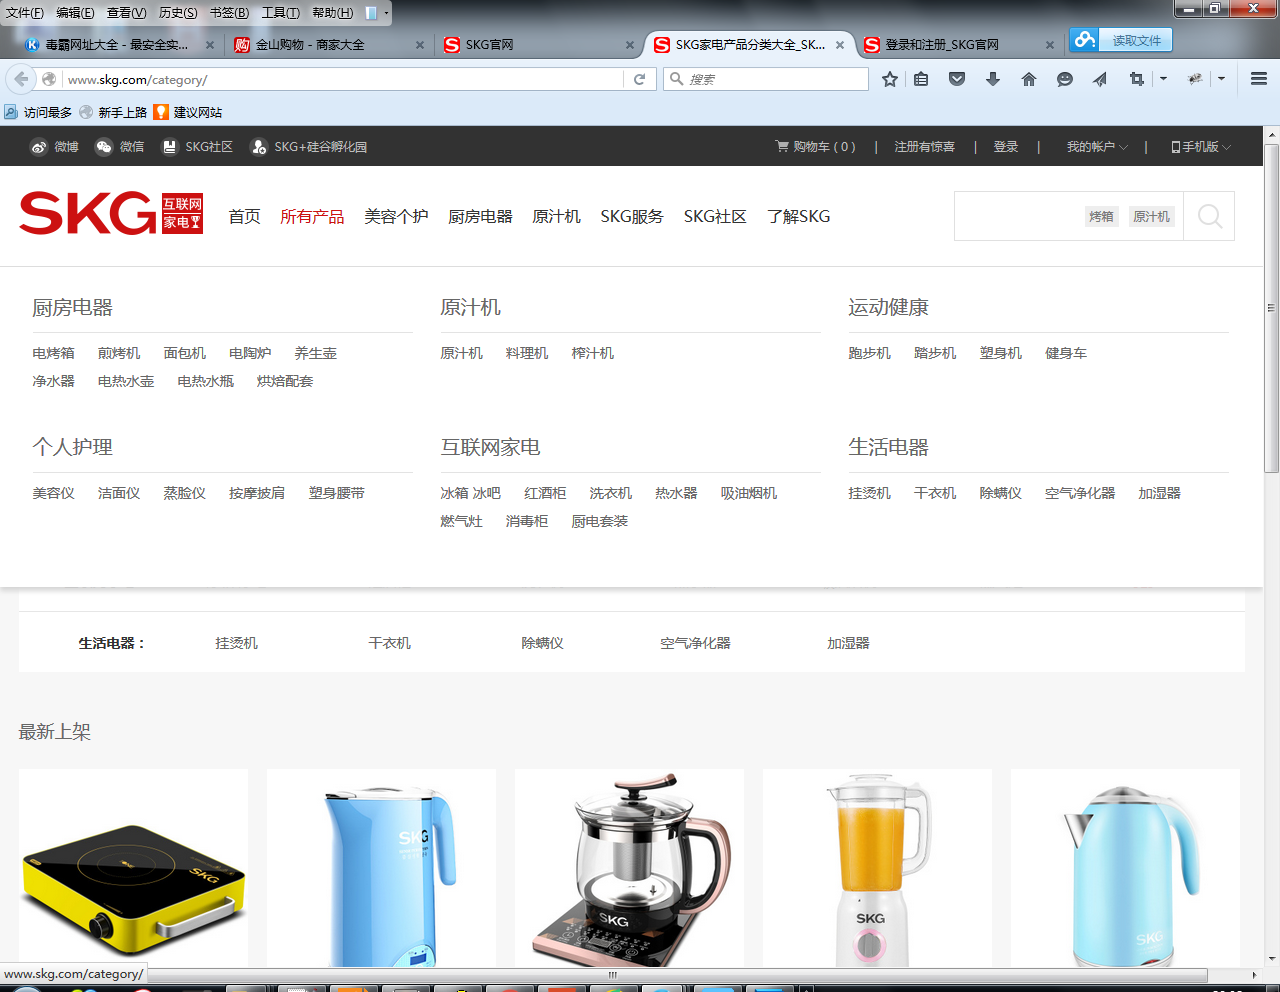 文件(F) 编辑(E) 查看(V) 历史(S) 书签(B) 工具(T) 帮助(H)
毒霸网址大全 - 最安全实... 金山购物 - 商家大全 SKG官网 SKG家电产品分类大全_SK... 登录和注册_SKG官网 读取文件
www.skg.com/category/ 搜索
访问最多 新手上路 建议网站
微博 微信 SKG社区 SKG+硅谷孵化园 购物车 ( 0 ) | 注册有惊喜 | 登录 | 我的帐户 | 手机版
SKG 互联网家电 首页 所有产品 美容个护 厨房电器 原汁机 SKG服务 SKG社区 了解SKG 烤箱 原汁机
厨房电器 原汁机 运动健康
电烤箱 煎烤机 面包机 电陶炉 养生壶 原汁机 料理机 榨汁机 跑步机 踏步机 塑身机 健身车
净水器 电热水壶 电热水瓶 烘焙配套
个人护理 互联网家电 生活电器
美容仪 洁面仪 蒸脸仪 按摩披肩 塑身腰带 冰箱 冰吧 红酒柜 洗衣机 热水器 吸油烟机 挂烫机 干衣机 除螨仪 空气净化器 加湿器
燃气灶 消毒柜 厨电套装
生活电器： 挂烫机 干衣机 除螨仪 空气净化器 加湿器
最新上架
SKG SKG SKG SKG SKG
www.skg.com/category/